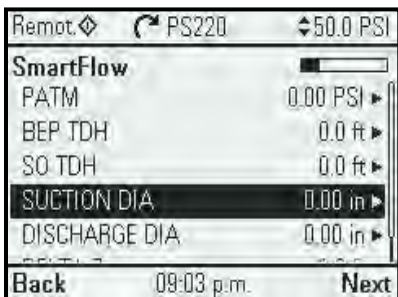 Remot. PS220 50.0 PSI
SmartFlow
PATM 0.00 PSI
BEP TDH 0.0 ft
SO TDH 0.0 ft
SUCTION DIA 0.00 in
DISCHARGE DIA 0.00 in
Back 09:03 p.m. Next